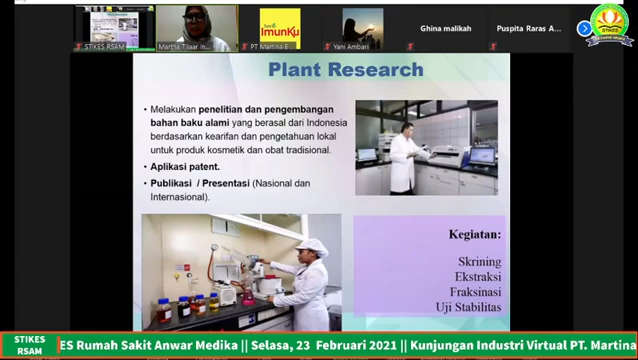 STIKES RSAM
Martha Tilaar In...
PT Martina B
Yani Ambari
Ghina malikah
Puspita Raras A...
bantu
ImunKu
STIKES
Plant Research
• Melakukan penelitian dan pengembangan
bahan baku alami yang berasal dari Indonesia
berdasarkan kearifan dan pengetahuan lokal
untuk produk kosmetik dan obat tradisional.
• Aplikasi patent.
• Publikasi / Presentasi (Nasional dan
Internasional).
Kegiatan:
Skrining
Ekstraksi
Fraksinasi
Uji Stabilitas
STIKES
RSAM
ES Rumah Sakit Anwar Medika || Selasa, 23 Februari 2021 || Kunjungan Industri Virtual PT. Martina